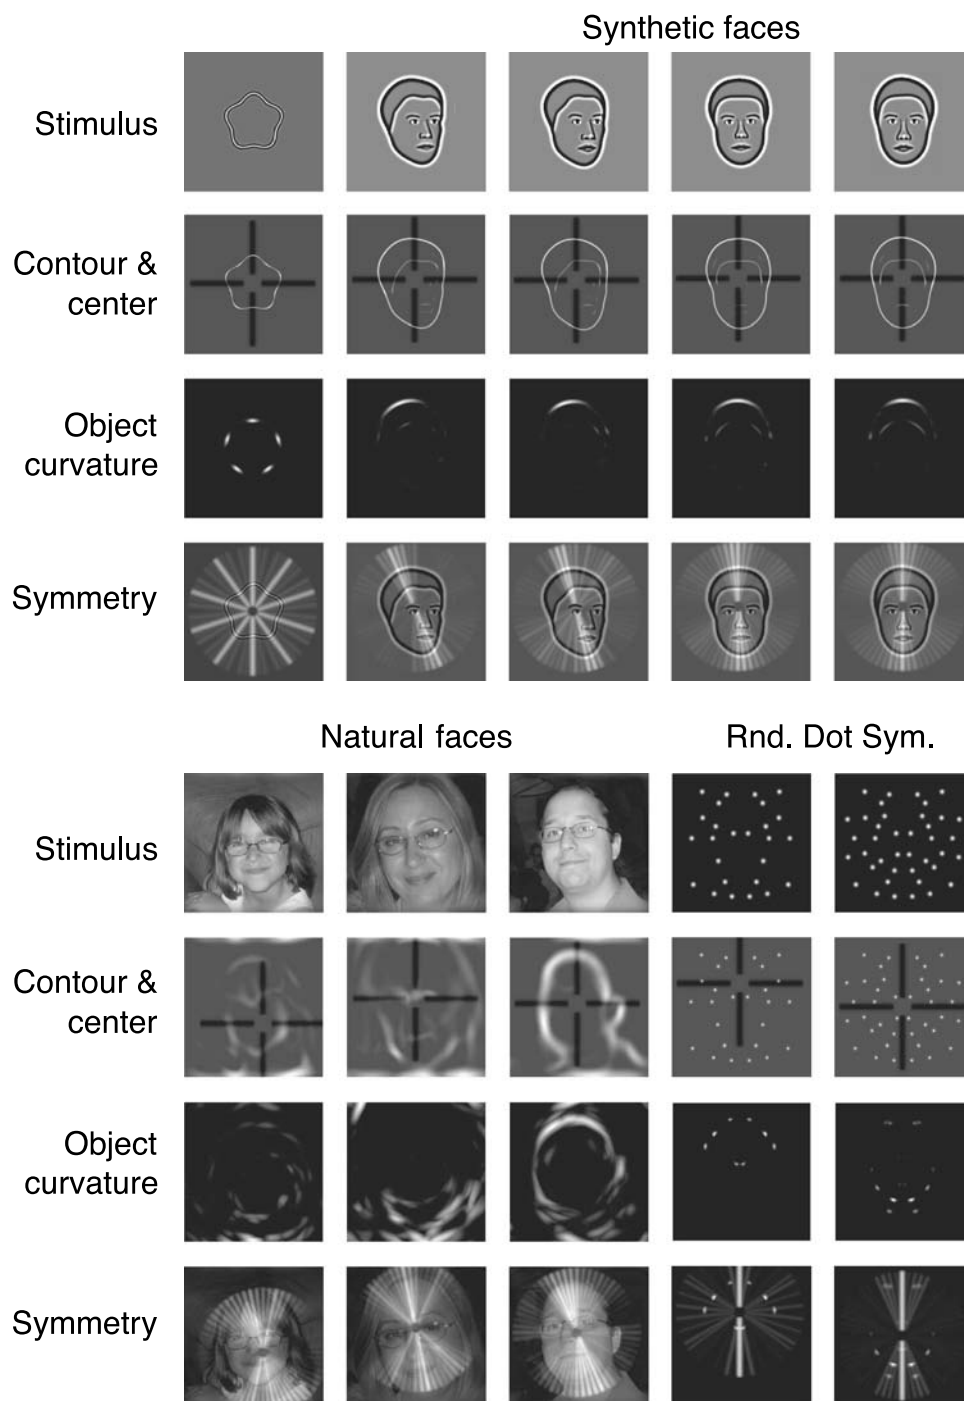 Synthetic faces
Stimulus
Contour &
center
Object
curvature
Symmetry
Natural faces
Rnd. Dot Sym.
Stimulus
Contour &
center
Object
curvature
Symmetry